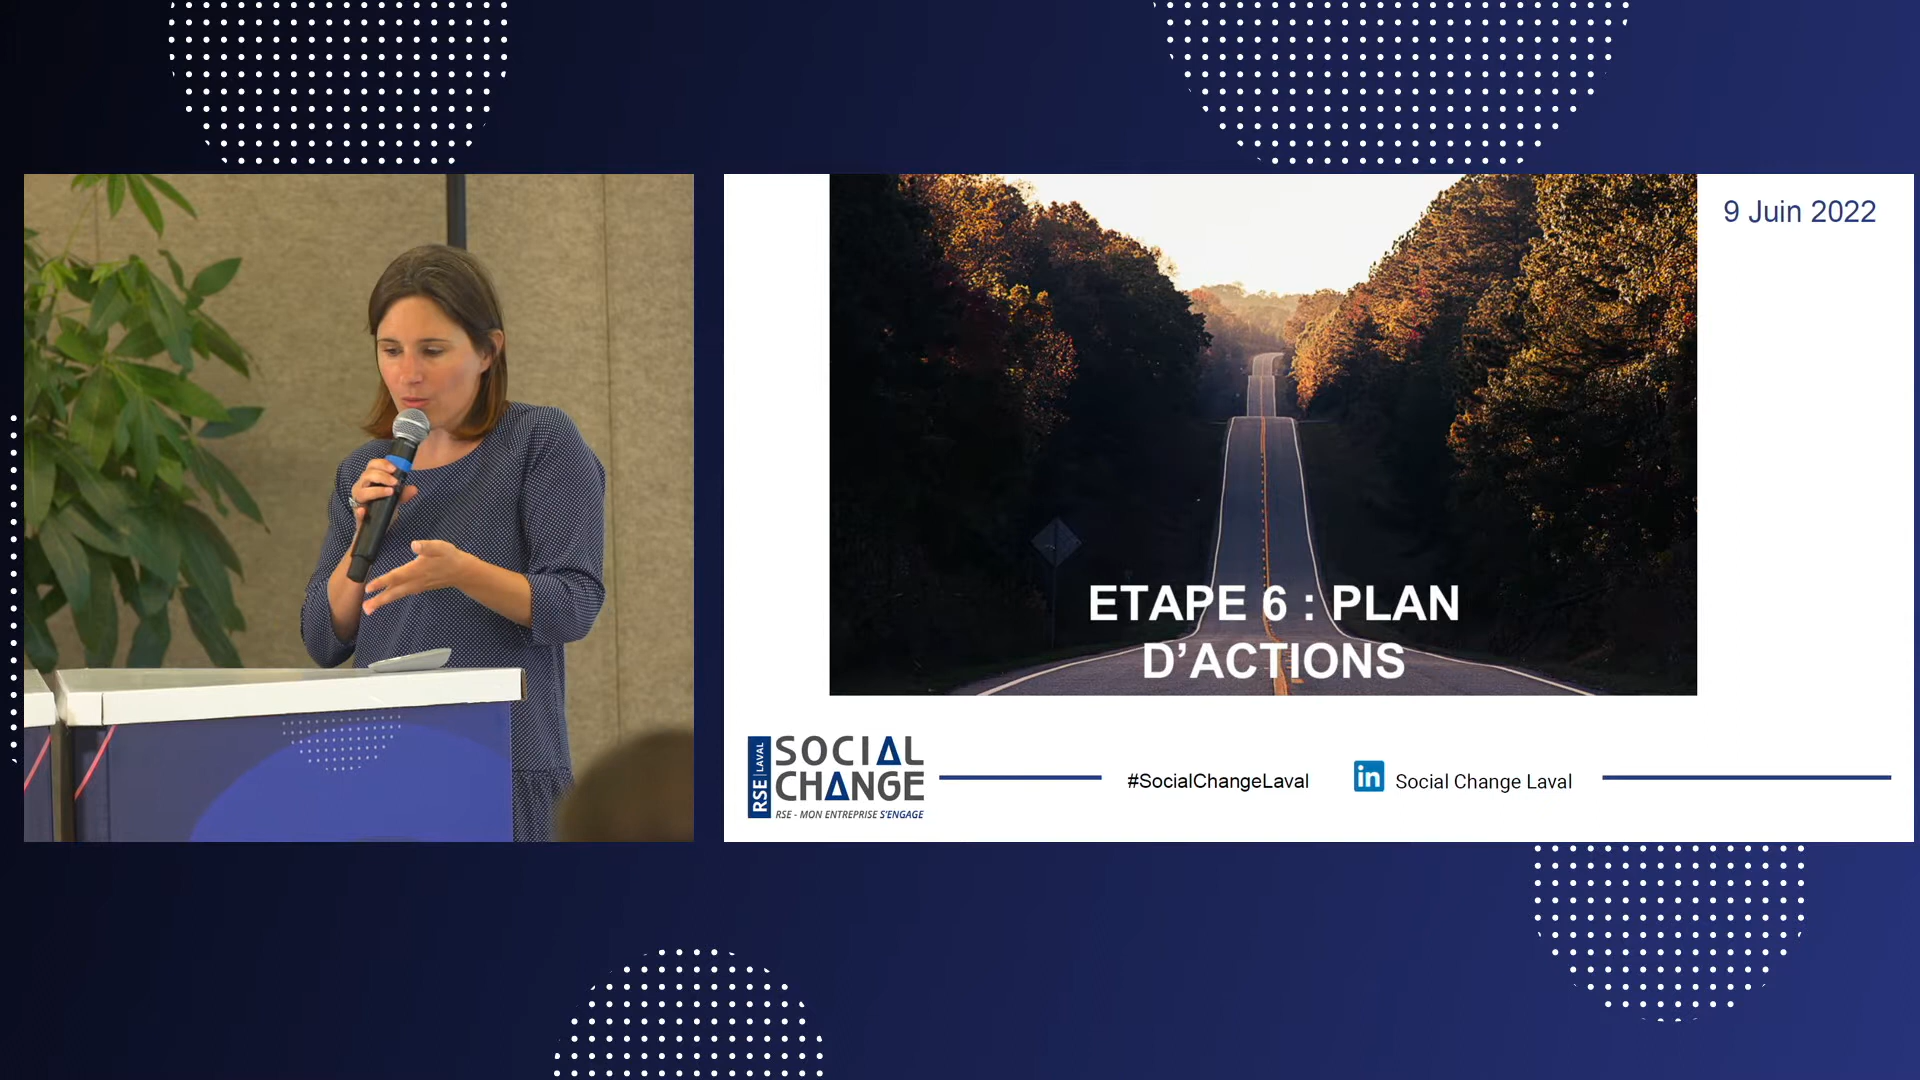 9 Juin 2022
ETAPE 6 : PLAN
D’ACTIONS
RSE | LAVAL
SOCIAL
CHANGE
RSE - MON ENTREPRISE S'ENGAGE
#SocialChangeLaval
in
Social Change Laval